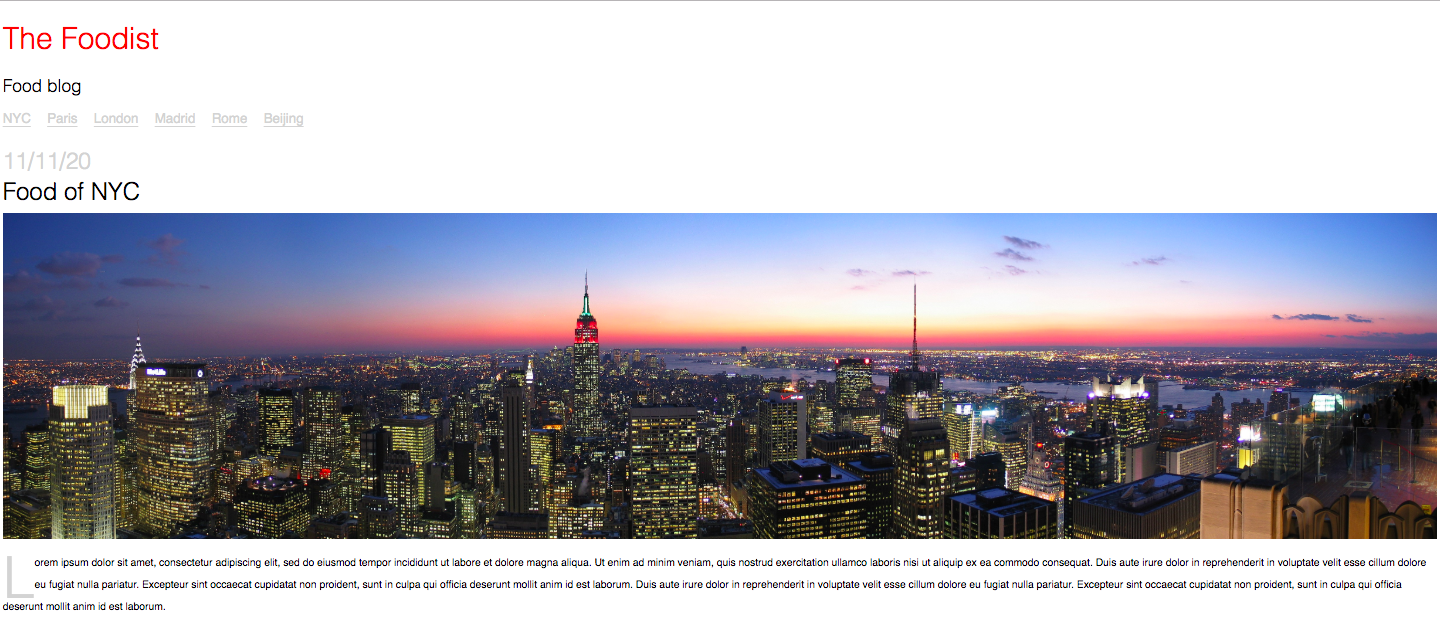 The Foodist
Food blog
NYC Paris London Madrid Rome Beijing
11/11/20
Food of NYC
Lorem ipsum dolor sit amet, consectetur adipiscing elit, sed do eiusmod tempor incididunt ut labore et dolore magna aliqua. Ut enim ad minim veniam, quis nostrud exercitation ullamco laboris nisi ut aliquip ex ea commodo consequat. Duis aute irure dolor in reprehenderit in voluptate velit esse cillum dolore
eu fugiat nulla pariatur. Excepteur sint occaecat cupidatat non proident, sunt in culpa qui officia deserunt mollit anim id est laborum. Duis aute irure dolor in reprehenderit in voluptate velit esse cillum dolore eu fugiat nulla pariatur. Excepteur sint occaecat cupidatat non proident, sunt in culpa qui officia
deserunt mollit anim id est laborum.